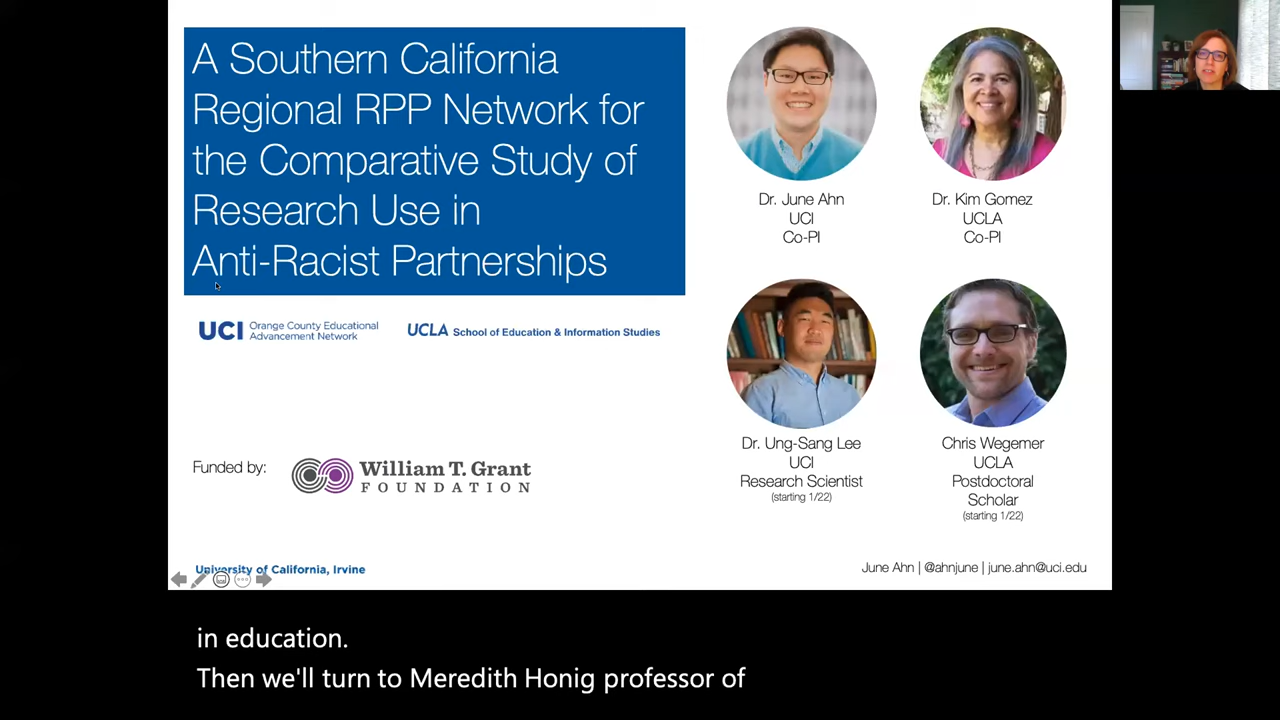 A Southern California
Regional RPP Network for
the Comparative Study of
Research Use in
Anti-Racist Partnerships
UCI Orange County Educational
Advancement Network
UCLA School of Education & Information Studies
Funded by:
William T. Grant
FOUNDATION
Dr. June Ahn
UCI
Co-PI
Dr. Kim Gomez
UCLA
Co-PI
Dr. Ung-Sang Lee
UCI
Research Scientist
(starting 1/22)
Chris Wegemer
UCLA
Postdoctoral
Scholar
(starting 1/22)
University of California, Irvine
June Ahn | @ahnjune | june.ahn@uci.edu
in education.
Then we'll turn to Meredith Honig professor of